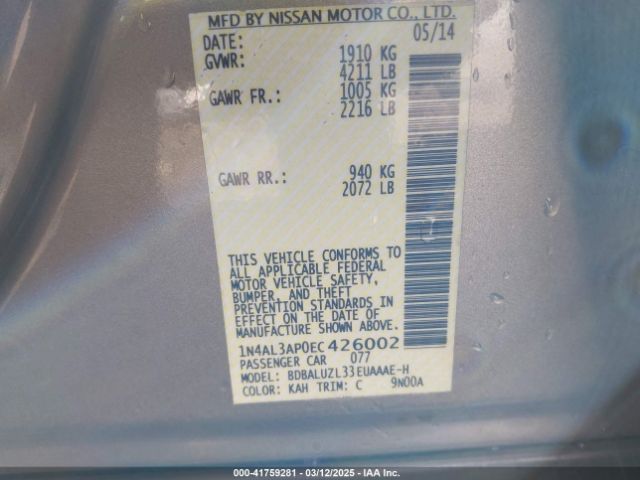 MFD BY NISSAN MOTOR CO., LTD.
DATE: 05/14
GVWR: 1910 KG
4211 LB
GAWR FR.: 1005 KG
2216 LB
GAWR RR.: 940 KG
2072 LB
THIS VEHICLE CONFORMS TO
ALL APPLICABLE FEDERAL
MOTOR VEHICLE SAFETY,
BUMPER, AND THEFT
PREVENTION STANDARDS IN
EFFECT ON THE DATE OF
MANUFACTURE SHOWN ABOVE.
1N4AL3AP0EC426002
PASSENGER CAR 077
MODEL: BDBALUZL33EUAAAE-H
COLOR: KAH TRIM: C 9N00A
000-41759281 - 03/12/2025 - IAA Inc.